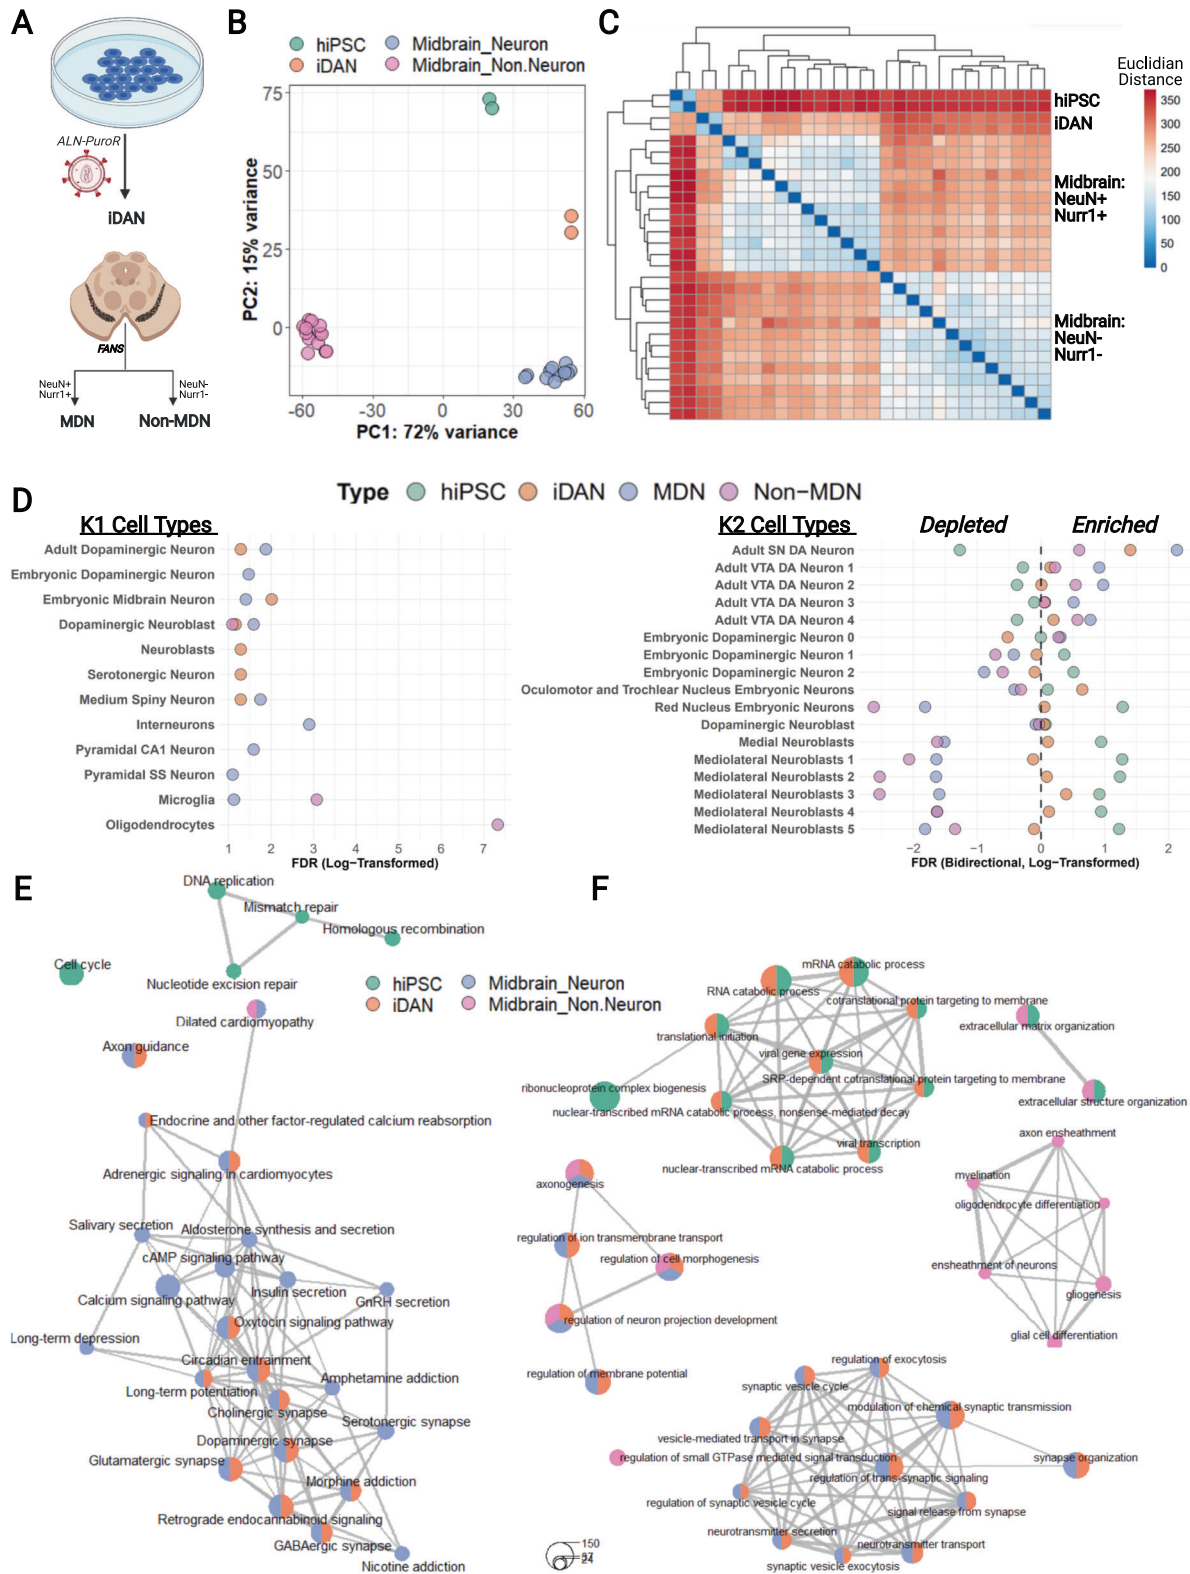 A
ALN-PuroR
iDAN
FANS
NeuN+
Nurr1+
NeuN-
Nurr1-
MDN
Non-MDN
B
hiPSC
iDAN
Midbrain_Neuron
Midbrain_Non.Neuron
PC2: 15% variance
75
50
25
0
-60
-30
0
30
60
PC1: 72% variance
C
hiPSC
iDAN
Midbrain:
NeuN+
Nurr1+
Midbrain:
NeuN-
Nurr1-
Euclidian
Distance
350
300
250
200
150
100
50
0
D
Type
hiPSC
iDAN
MDN
Non-MDN
K1 Cell Types
Adult Dopaminergic Neuron
Embryonic Dopaminergic Neuron
Embryonic Midbrain Neuron
Dopaminergic Neuroblast
Neuroblasts
Serotonergic Neuron
Medium Spiny Neuron
Interneurons
Pyramidal CA1 Neuron
Pyramidal SS Neuron
Microglia
Oligodendrocytes
1
2
3
4
5
6
7
FDR (Log-Transformed)
K2 Cell Types
Depleted
Enriched
Adult SN DA Neuron
Adult VTA DA Neuron 1
Adult VTA DA Neuron 2
Adult VTA DA Neuron 3
Adult VTA DA Neuron 4
Embryonic Dopaminergic Neuron 0
Embryonic Dopaminergic Neuron 1
Embryonic Dopaminergic Neuron 2
Oculomotor and Trochlear Nucleus Embryonic Neurons
Red Nucleus Embryonic Neurons
Dopaminergic Neuroblast
Medial Neuroblasts
Mediolateral Neuroblasts 1
Mediolateral Neuroblasts 2
Mediolateral Neuroblasts 3
Mediolateral Neuroblasts 4
Mediolateral Neuroblasts 5
-2
-1
0
1
2
FDR (Bidirectional, Log-Transformed)
E
DNA replication
Mismatch repair
Homologous recombination
Cell cycle
Nucleotide excision repair
hiPSC
iDAN
Midbrain_Neuron
Midbrain_Non.Neuron
Dilated cardiomyopathy
Axon guidance
Endocrine and other factor-regulated calcium reabsorption
Adrenergic signaling in cardiomyocytes
Salivary secretion
Aldosterone synthesis and secretion
cAMP signaling pathway
Insulin secretion
Calcium signaling pathway
GnRH secretion
Oxytocin signaling pathway
Long-term depression
Circadian entrainment
Amphetamine addiction
Long-term potentiation
Cholinergic synapse
Serotonergic synapse
Dopaminergic synapse
Glutamatergic synapse
Morphine addiction
Retrograde endocannabinoid signaling
GABAergic synapse
Nicotine addiction
150
24
F
mRNA catabolic process
RNA catabolic process
cotranslational protein targeting to membrane
translational initiation
extracellular matrix organization
viral gene expression
SRP-dependent cotranslational protein targeting to membrane
ribonucleoprotein complex biogenesis
extracellular structure organization
nuclear-transcribed mRNA catabolic process, nonsense-mediated decay
axon ensheathment
viral transcription
nuclear-transcribed mRNA catabolic process
myelination
axonogenesis
oligodendrocyte differentiation
regulation of ion transmembrane transport
regulation of cell morphogenesis
ensheathment of neurons
gliogenesis
regulation of neuron projection development
glial cell differentiation
regulation of exocytosis
regulation of membrane potential
synaptic vesicle cycle
modulation of chemical synaptic transmission
vesicle-mediated transport in synapse
regulation of small GTPase mediated signal transduction
synapse organization
regulation of trans-synaptic signaling
regulation of synaptic vesicle cycle
signal release from synapse
neurotransmitter secretion
neurotransmitter transport
synaptic vesicle exocytosis